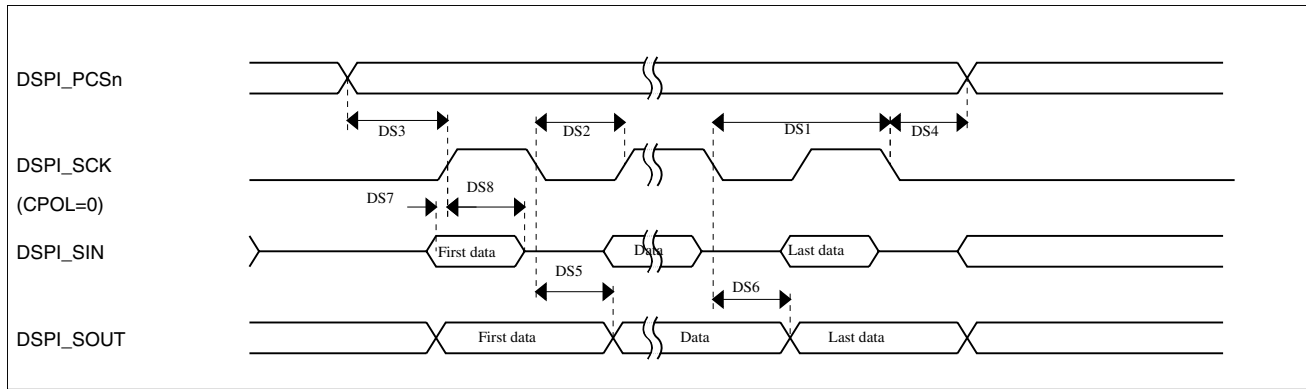 DSPI_PCSn
DS3
DS2
DS1
DS4
DSPI_SCK
DS7
DS8
(CPOL=0)
DSPI_SIN
First data
Data
Last data
DS5
DS6
DSPI_SOUT
First data
Data
Last data